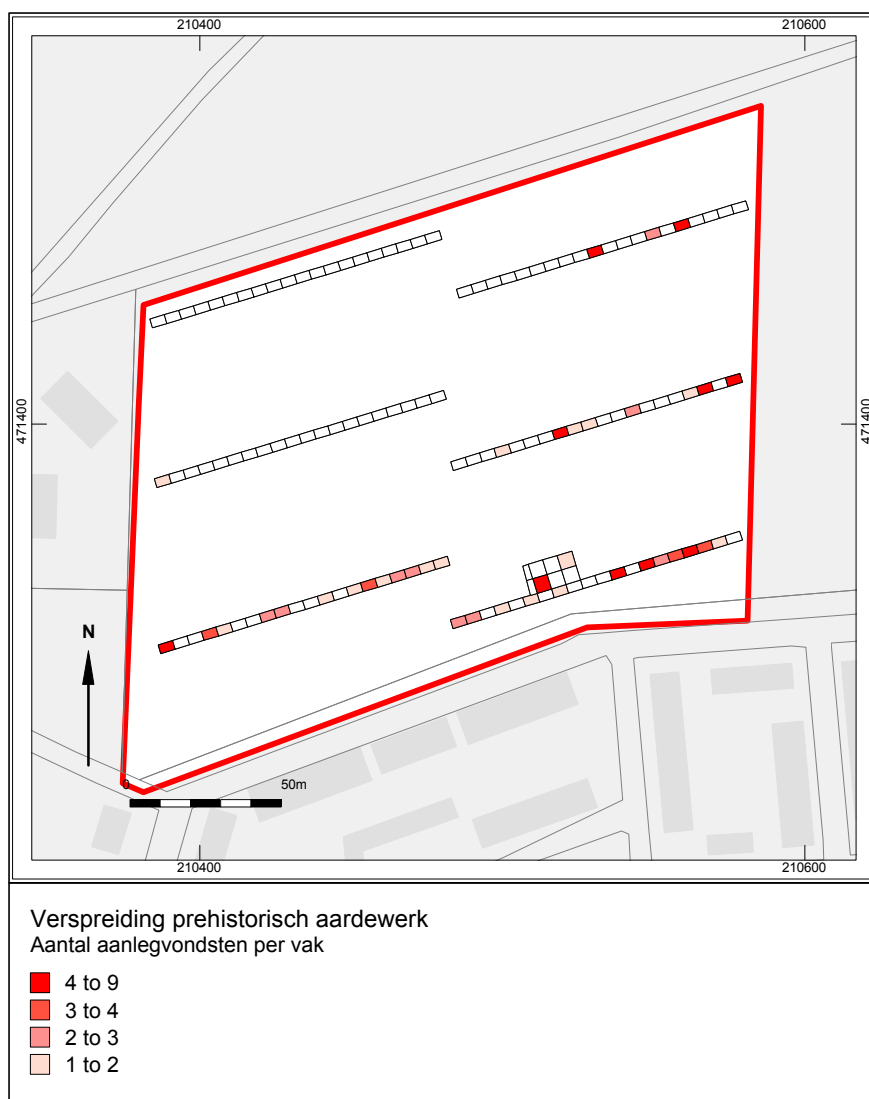 210400 210600
471400 471400
N
0 50m
210400 210600
Verspreiding prehistorisch aardewerk
Aantal aanlegvondsten per vak
4 to 9
3 to 4
2 to 3
1 to 2